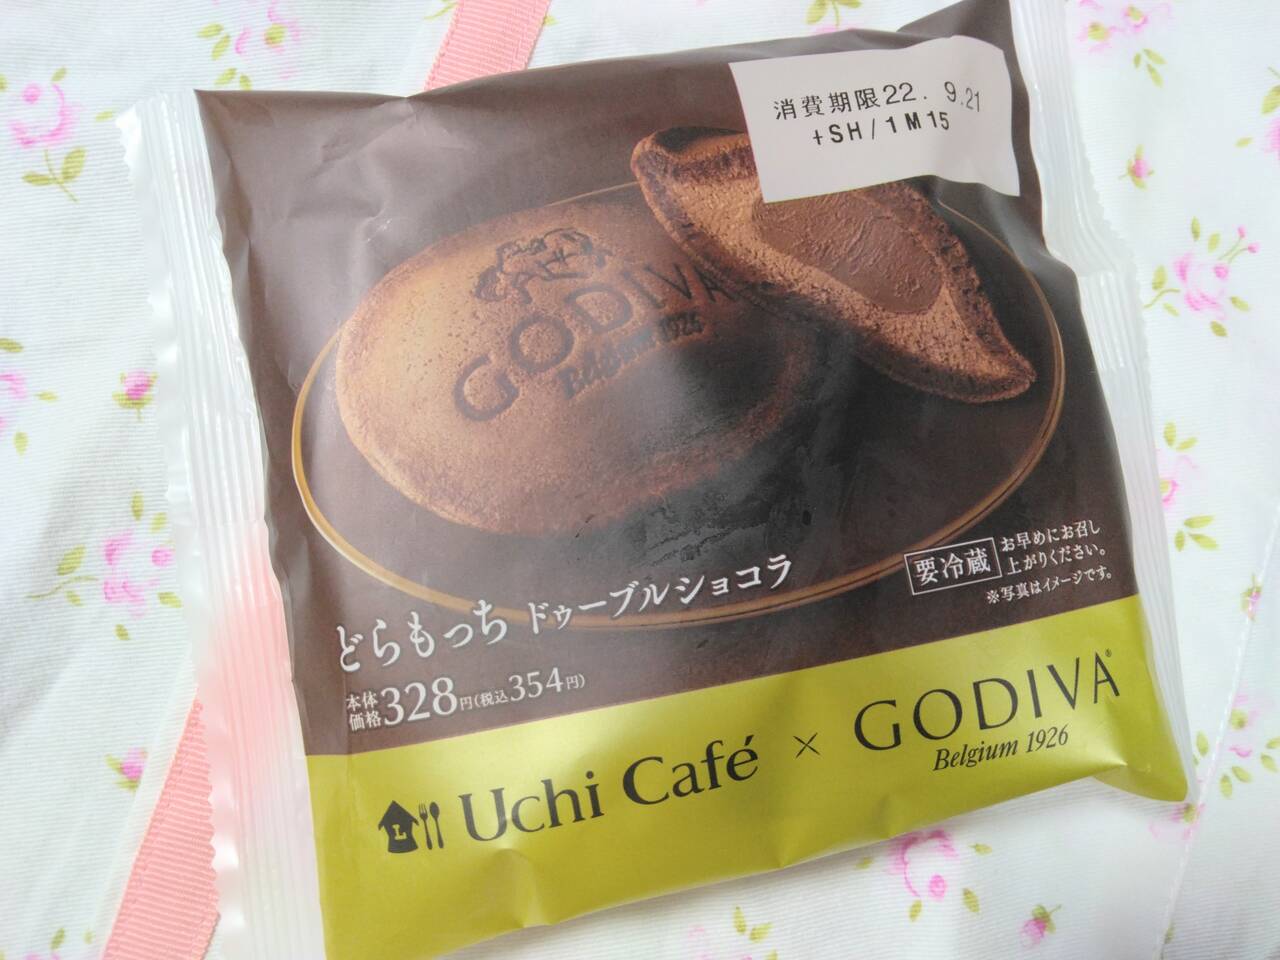 消費期限22. 9.21
+SH/1M15
GODIVA
Belgium 1926
どらもっち ドゥーブルショコラ
本体価格328円(税込354円)
要冷蔵
お早めにお召し
上がりください。
※写真はイメージです。
L
Uchi Café × GODIVA®
Belgium 1926